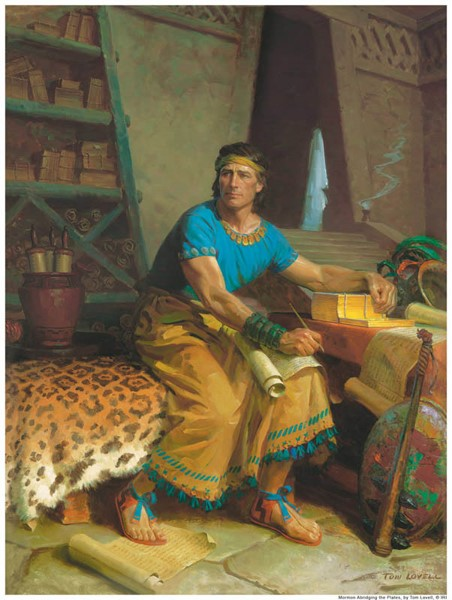 TOM LOVELL
Mormon Abridging the Plates, by Tom Lovell, © IRI